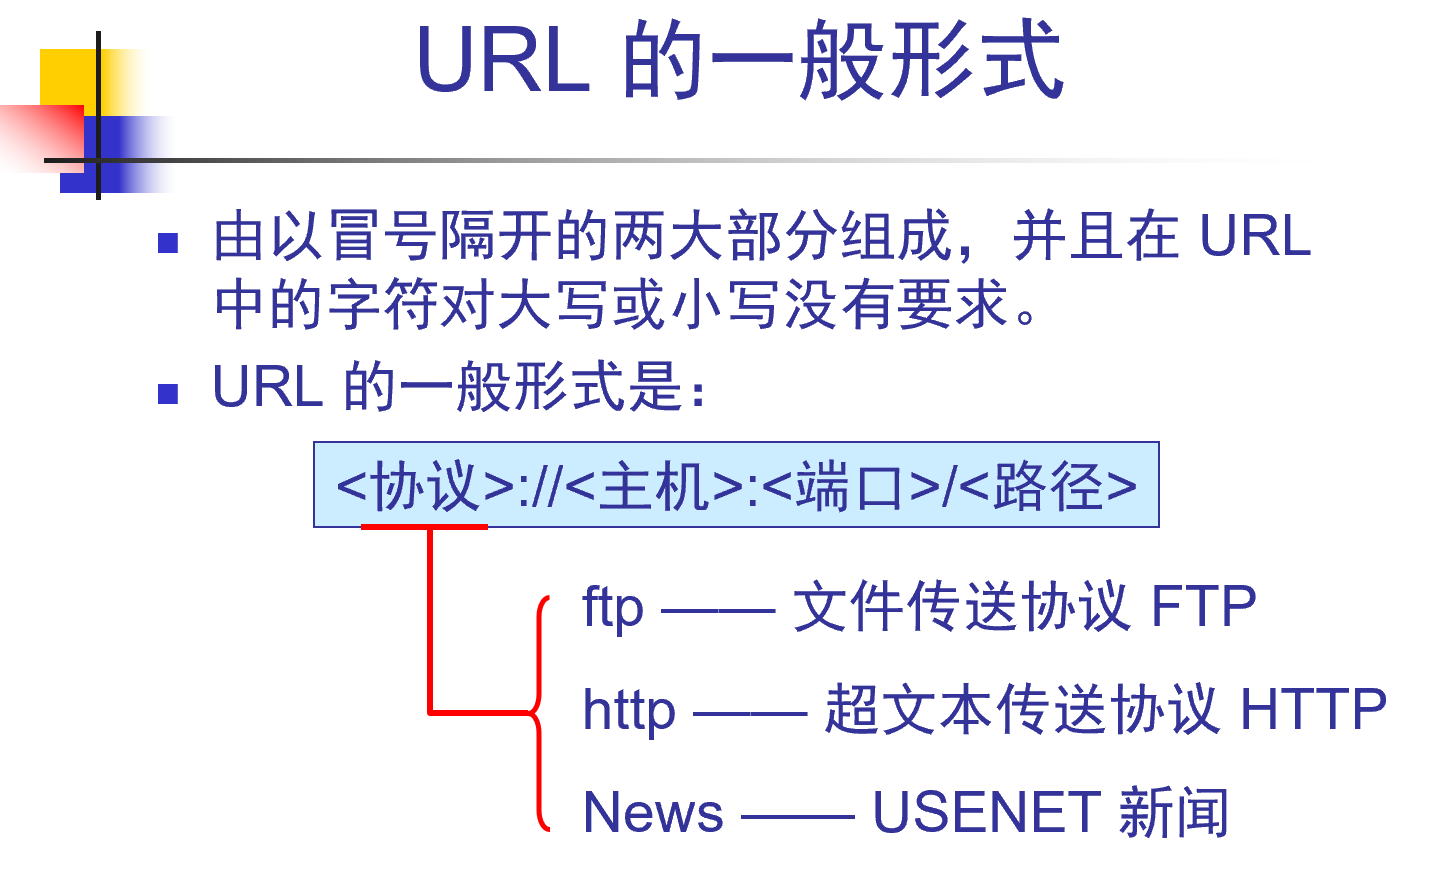 URL 的一般形式
由以冒号隔开的两大部分组成，并且在 URL
中的字符对大写或小写没有要求。
URL 的一般形式是：
<协议>://<主机>:<端口>/<路径>
ftp —— 文件传送协议 FTP
http —— 超文本传送协议 HTTP
News —— USENET 新闻